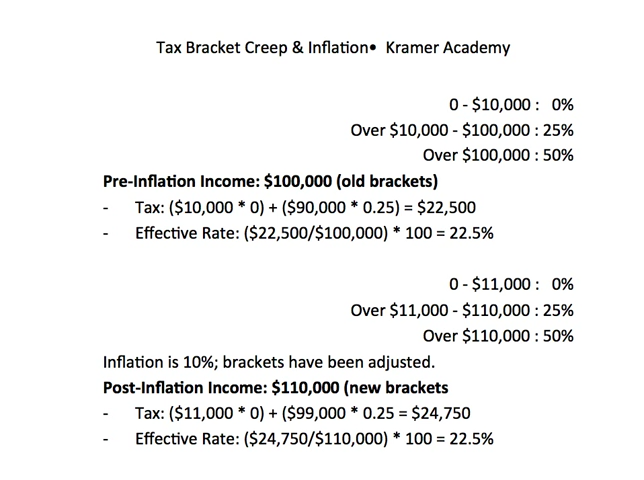 Tax Bracket Creep & Inflation• Kramer Academy
0 - $10,000 : 0%
Over $10,000 - $100,000 : 25%
Over $100,000 : 50%
Pre-Inflation Income: $100,000 (old brackets)
- Tax: ($10,000 * 0) + ($90,000 * 0.25) = $22,500
- Effective Rate: ($22,500/$100,000) * 100 = 22.5%
0 - $11,000 : 0%
Over $11,000 - $110,000 : 25%
Over $110,000 : 50%
Inflation is 10%; brackets have been adjusted.
Post-Inflation Income: $110,000 (new brackets
- Tax: ($11,000 * 0) + ($99,000 * 0.25 = $24,750
- Effective Rate: ($24,750/$110,000) * 100 = 22.5%